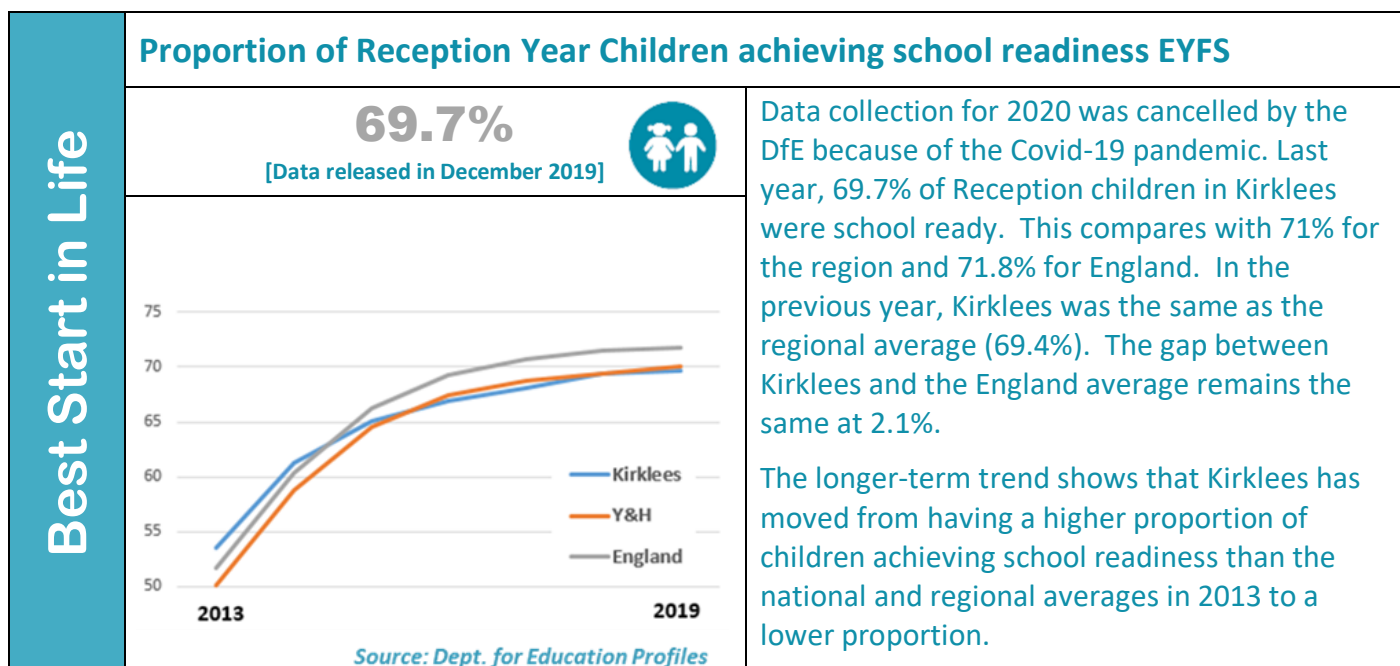 Best Start in Life
Proportion of Reception Year Children achieving school readiness EYFS
69.7%
[Data released in December 2019]
75
70
65
60
55
50
Kirklees
Y&H
England
2013
2019
Source: Dept. for Education Profiles
Data collection for 2020 was cancelled by the
DfE because of the Covid-19 pandemic. Last
year, 69.7% of Reception children in Kirklees
were school ready.  This compares with 71% for
the region and 71.8% for England.  In the
previous year, Kirklees was the same as the
regional average (69.4%).  The gap between
Kirklees and the England average remains the
same at 2.1%.
The longer-term trend shows that Kirklees has
moved from having a higher proportion of
children achieving school readiness than the
national and regional averages in 2013 to a
lower proportion.